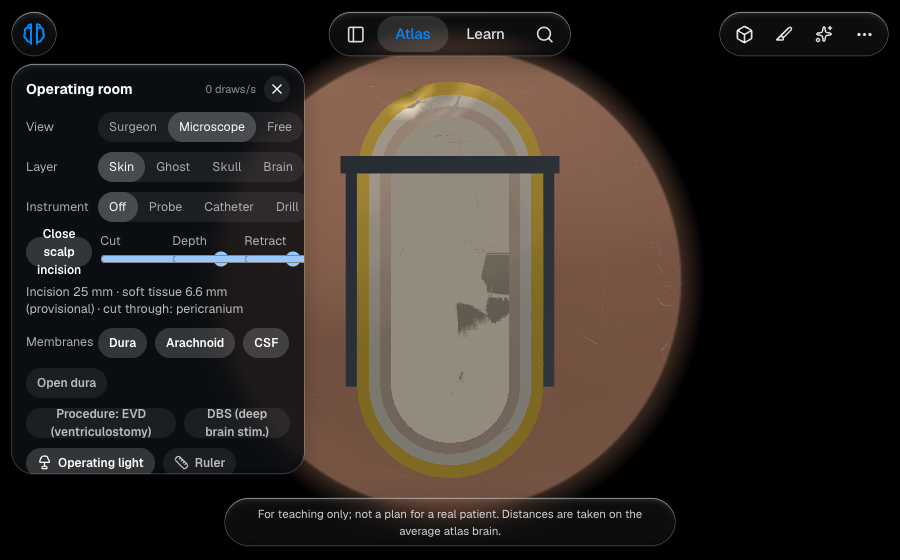 Atlas
Learn
Operating room
0 draws/s
View
Surgeon
Microscope
Free
Layer
Skin
Ghost
Skull
Brain
Instrument
Off
Probe
Catheter
Drill
Close
scalp
incision
Cut
Depth
Retract
Incision 25 mm · soft tissue 6.6 mm
(provisional) · cut through: pericranium
Membranes
Dura
Arachnoid
CSF
Open dura
Procedure: EVD
(ventriculostomy)
DBS (deep
brain stim.)
Operating light
Ruler
For teaching only; not a plan for a real patient. Distances are taken on the
average atlas brain.